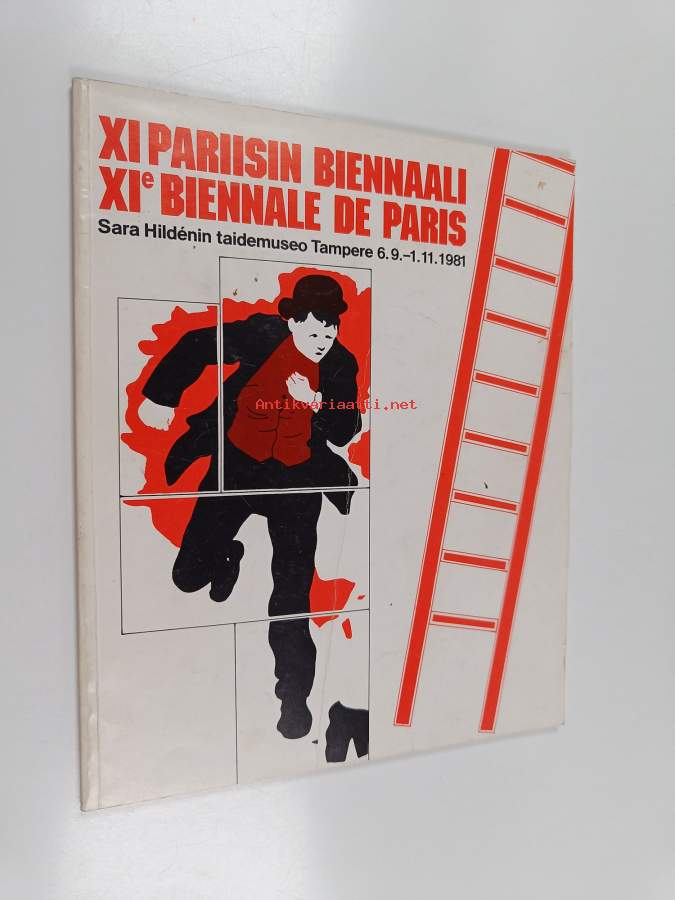 XI PARIISIN BIENNAALI
XIe BIENNALE DE PARIS
Sara Hildénin taidemuseo Tampere 6.9.–1.11.1981
Antikvariaatti.net